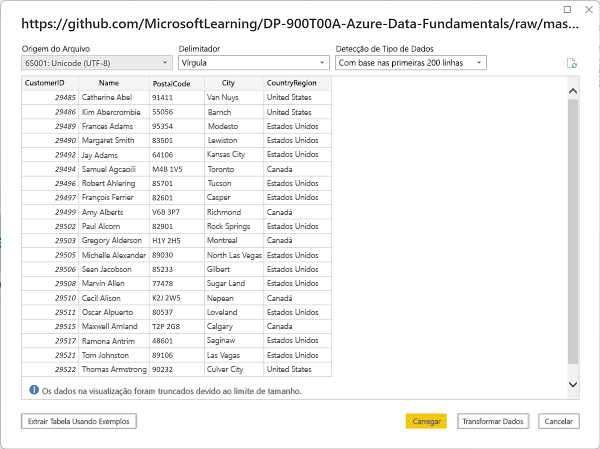 https://github.com/MicrosoftLearning/DP-900T00A-Azure-Data-Fundamentals/raw/mas...
Origem do Arquivo Delimitador Detecção de Tipo de Dados
65001: Unicode (UTF-8) Vírgula Com base nas primeiras 200 linhas
CustomerID Name PostalCode City CountryRegion
29485 Catherine Abel 91411 Van Nuys United States
29486 Kim Abercrombie 55056 Barnch United States
29489 Frances Adams 95354 Modesto Estados Unidos
29490 Margaret Smith 83501 Lewiston Estados Unidos
29492 Jay Adams 64106 Kansas City Estados Unidos
29494 Samuel Agcaoili M4B 1V5 Toronto Canada
29496 Robert Ahlering 85701 Tucson Estados Unidos
29497 François Ferrier 82601 Casper Estados Unidos
29499 Amy Alberts V6B 3P7 Richmond Canadá
29502 Paul Alcorn 82901 Rock Springs Estados Unidos
29503 Gregory Alderson H1Y 2H5 Montreal Canadá
29505 Michelle Alexander 89030 North Las Vegas Estados Unidos
29506 Sean Jacobson 85233 Gilbert Estados Unidos
29508 Marvin Allen 77478 Sugar Land Estados Unidos
29510 Cecil Alison K2J 2W5 Nepean Canadá
29511 Oscar Alpuerto 80537 Loveland Estados Unidos
29515 Maxwell Amland T2P 2G8 Calgary Canada
29517 Ramona Antrim 48601 Saginaw Estados Unidos
29521 Tom Johnston 89106 Las Vegas Estados Unidos
29522 Thomas Armstrong 90232 Culver City United States
Os dados na visualização foram truncados devido ao limite de tamanho.
Extrair Tabela Usando Exemplos Carregar Transformar Dados Cancelar